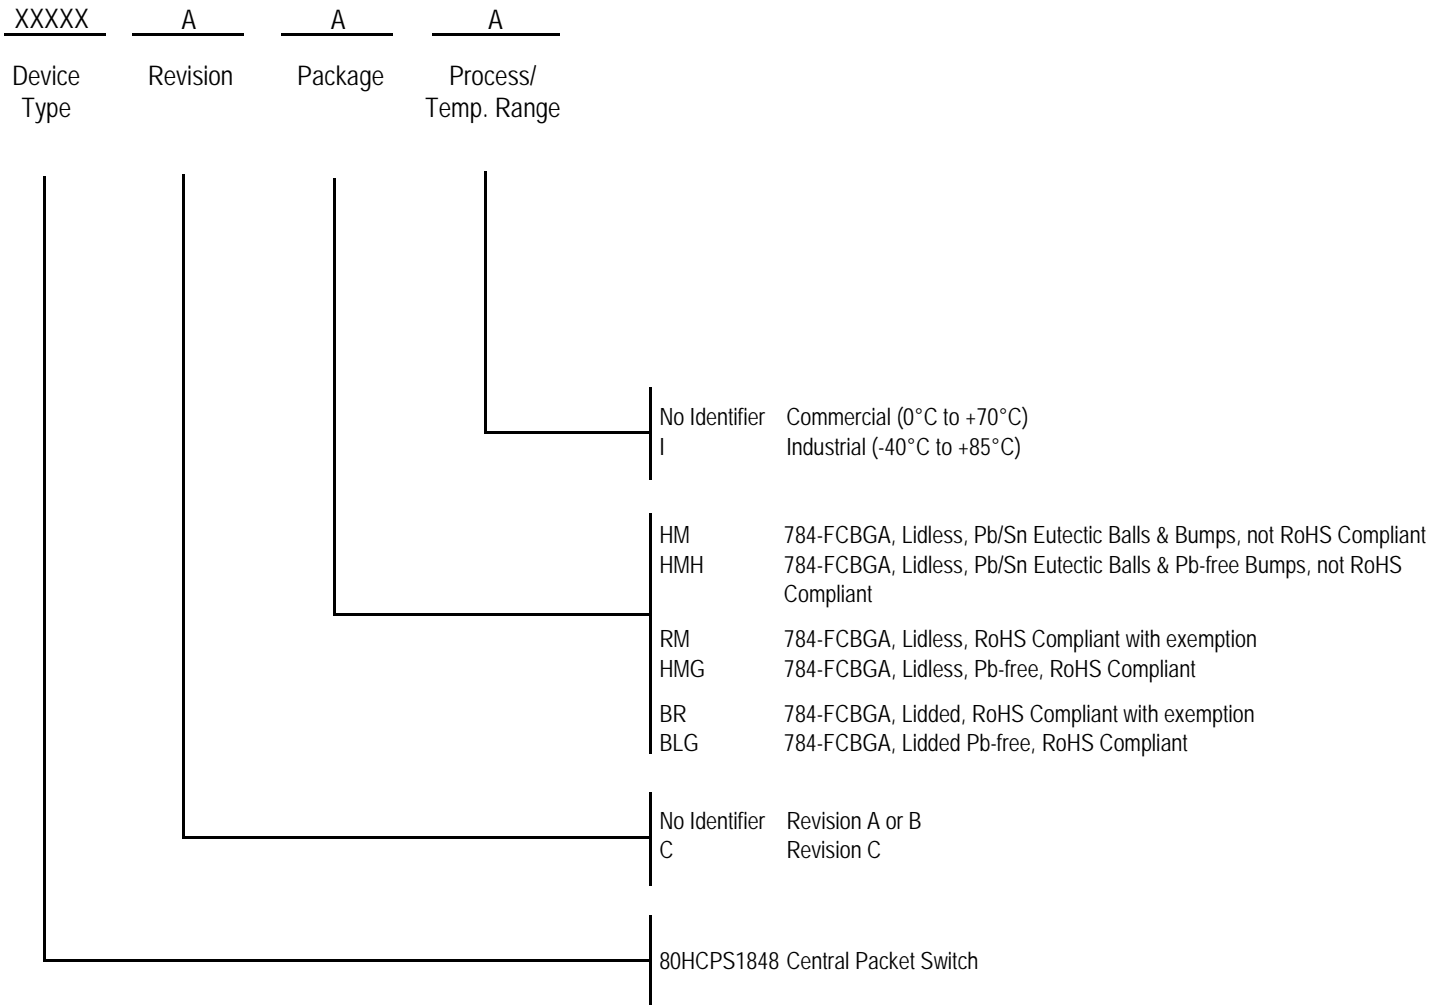 XXXXX A A A
Device Type Revision Package Process/ Temp. Range
No Identifier Commercial (0°C to +70°C)
I Industrial (-40°C to +85°C)
HM 784-FCBGA, Lidless, Pb/Sn Eutectic Balls & Bumps, not RoHS Compliant
HMH 784-FCBGA, Lidless, Pb/Sn Eutectic Balls & Pb-free Bumps, not RoHS
Compliant
RM 784-FCBGA, Lidless, RoHS Compliant with exemption
HMG 784-FCBGA, Lidless, Pb-free, RoHS Compliant
BR 784-FCBGA, Lidded, RoHS Compliant with exemption
BLG 784-FCBGA, Lidded Pb-free, RoHS Compliant
No Identifier Revision A or B
C Revision C
80HCPS1848 Central Packet Switch